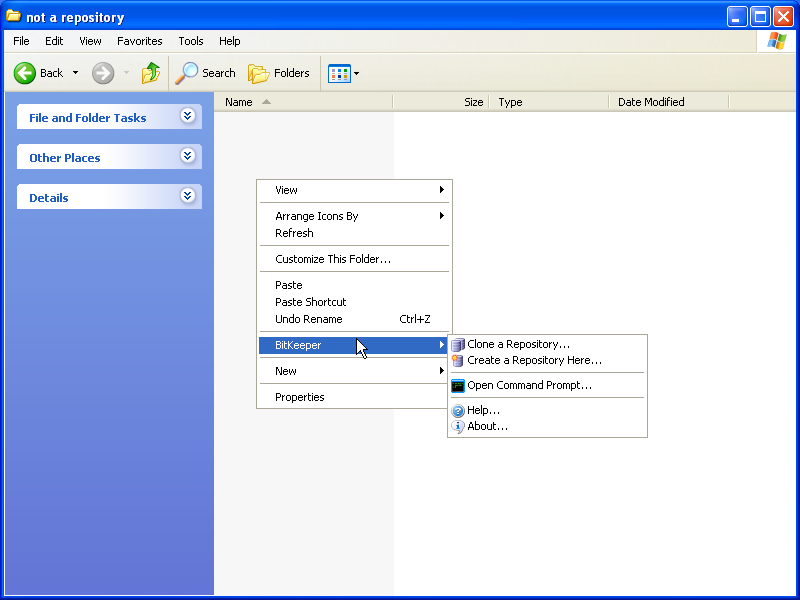 not a repository
File Edit View Favorites Tools Help
Back Search Folders
Name Size Type Date Modified
File and Folder Tasks
Other Places
Details
View
Arrange Icons By
Refresh
Customize This Folder...
Paste
Paste Shortcut
Undo Rename Ctrl+Z
BitKeeper
New
Properties
Clone a Repository...
Create a Repository Here...
Open Command Prompt...
Help...
About...